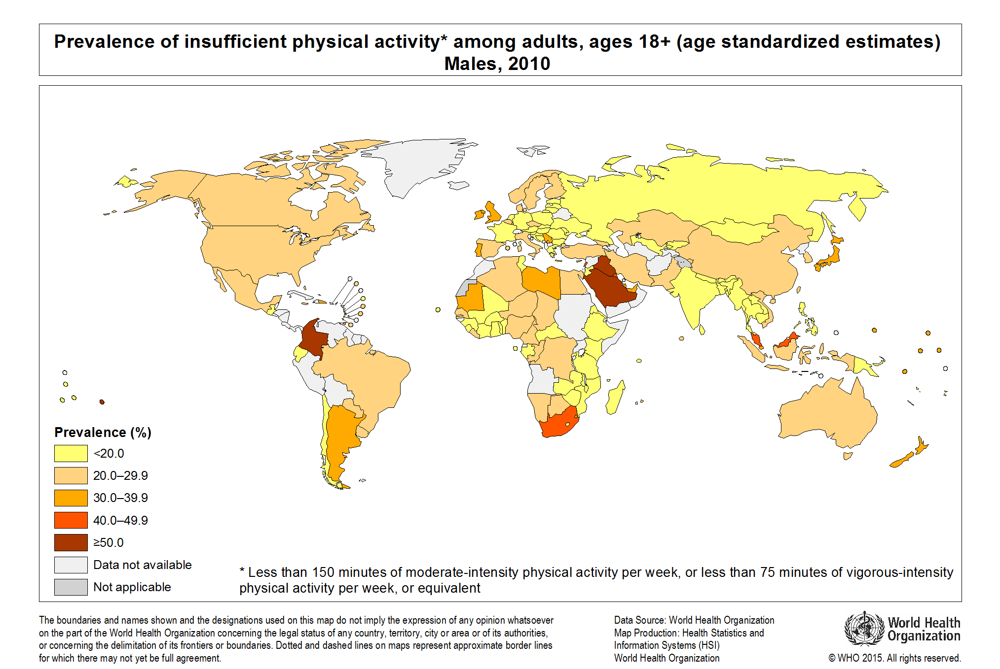 Prevalence of insufficient physical activity* among adults, ages 18+ (age standardized estimates)
Males, 2010
Prevalence (%)
<20.0
20.0–29.9
30.0–39.9
40.0–49.9
≥50.0
Data not available
Not applicable
* Less than 150 minutes of moderate-intensity physical activity per week, or less than 75 minutes of vigorous-intensity
physical activity per week, or equivalent
The boundaries and names shown and the designations used on this map do not imply the expression of any opinion whatsoever
on the part of the World Health Organization concerning the legal status of any country, territory, city or area or of its authorities,
or concerning the delimitation of its frontiers or boundaries. Dotted and dashed lines on maps represent approximate border lines
for which there may not yet be full agreement.
Data Source: World Health Organization
Map Production: Health Statistics and
Information Systems (HSI)
World Health Organization
World Health
Organization
© WHO 2015. All rights reserved.